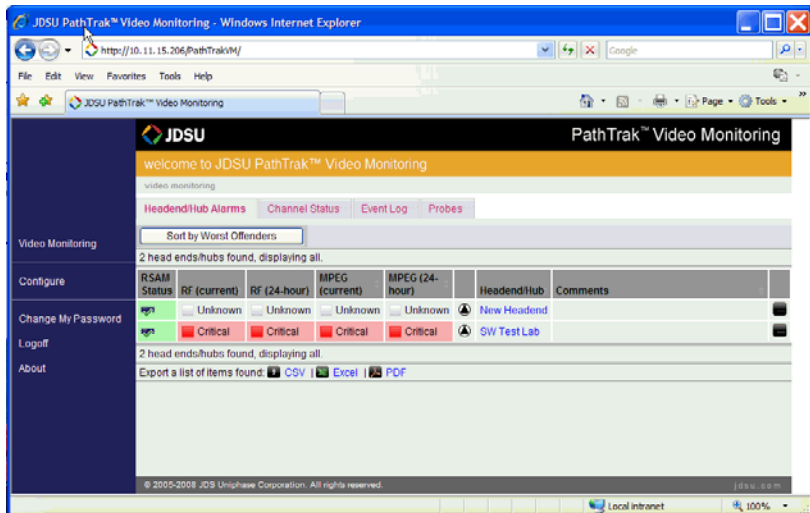 JDSU PathTrak™ Video Monitoring - Windows Internet Explorer
http://10.11.15.206/PathTrakVM/
Google
File Edit View Favorites Tools Help
JDSU PathTrak™ Video Monitoring
Page Tools
JDSU PathTrak™ Video Monitoring
welcome to JDSU PathTrak™ Video Monitoring
video monitoring
Headend/Hub Alarms Channel Status Event Log Probes
Video Monitoring
Configure
Change My Password
Logoff
About
Sort by Worst Offenders
2 head ends/hubs found, displaying all.
RSAM Status RF (current) RF (24-hour) MPEG (current) MPEG (24-hour) Headend/Hub Comments
Unknown Unknown Unknown Unknown New Headend
Critical Critical Critical Critical SW Test Lab
2 head ends/hubs found, displaying all.
Export a list of items found: CSV | Excel | PDF
© 2005-2008 JDS Uniphase Corporation. All rights reserved.
jdsu.com
Local intranet 100%